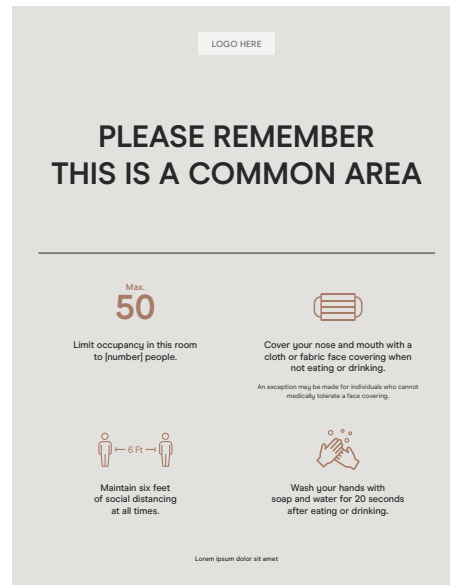 LOGO HERE
PLEASE REMEMBER
THIS IS A COMMON AREA
Max.
50
Limit occupancy in this room
to [number] people.
Cover your nose and mouth with a
cloth or fabric face covering when
not eating or drinking.
An exception may be made for individuals who cannot
medically tolerate a face covering.
6 Ft
Maintain six feet
of social distancing
at all times.
Wash your hands with
soap and water for 20 seconds
after eating or drinking.
Lorem ipsum dolor sit amet